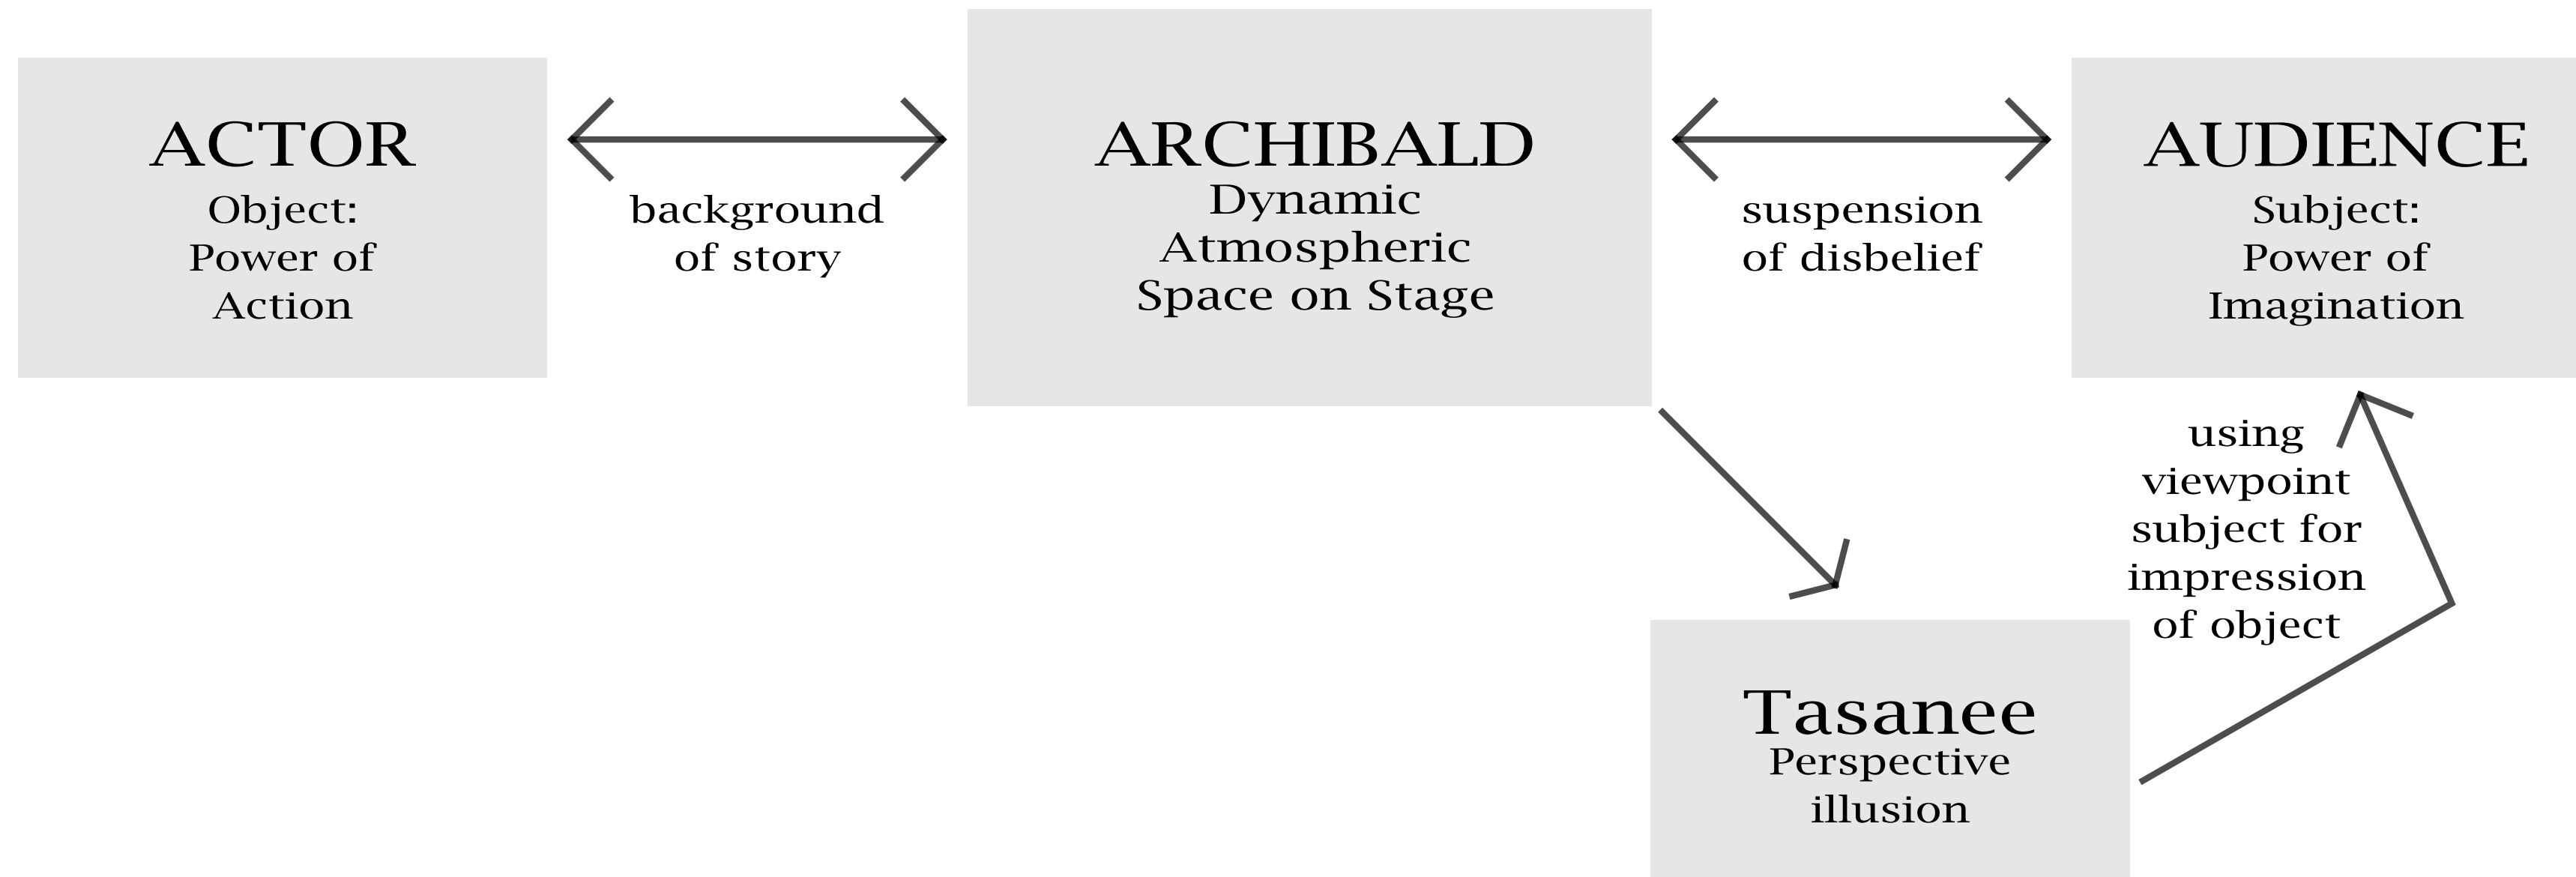 ACTOR
Object:
Power of
Action
background
of story
ARCHIBALD
Dynamic
Atmospheric
Space on Stage
suspension
of disbelief
AUDIENCE
Subject:
Power of
Imagination
using
viewpoint
subject for
impression
of object
Tasanee
Perspective
illusion